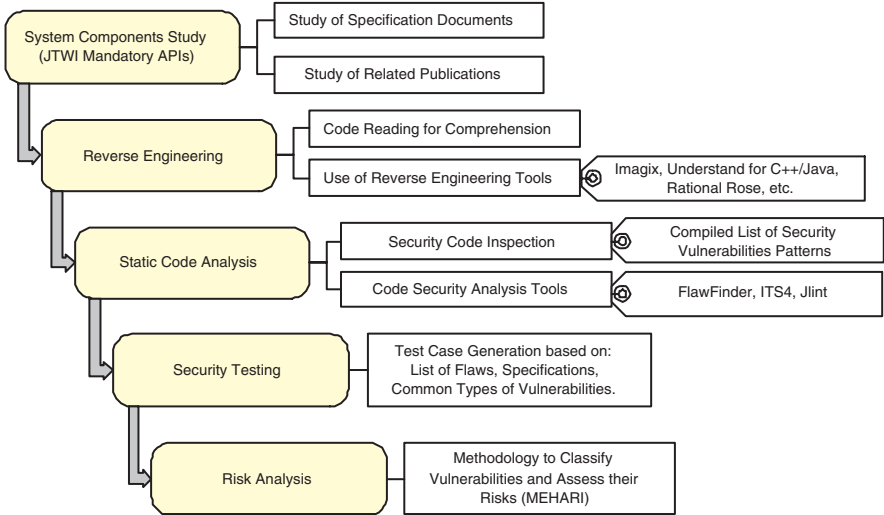 System Components Study
(JTWI Mandatory APIs)
Study of Specification Documents
Study of Related Publications
Reverse Engineering
Code Reading for Comprehension
Use of Reverse Engineering Tools
Imagix, Understand for C++/Java,
Rational Rose, etc.
Static Code Analysis
Security Code Inspection
Compiled List of Security
Vulnerabilities Patterns
Code Security Analysis Tools
FlawFinder, ITS4, Jlint
Security Testing
Test Case Generation based on:
List of Flaws, Specifications,
Common Types of Vulnerabilities.
Risk Analysis
Methodology to Classify
Vulnerabilities and Assess their
Risks (MEHARI)